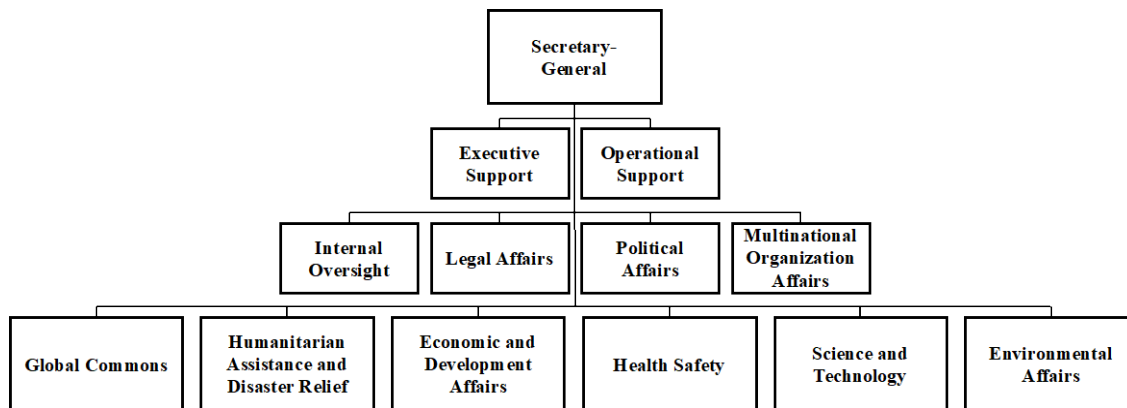 Secretary-
General
Executive
Support
Operational
Support
Internal
Oversight
Legal Affairs
Political
Affairs
Multinational
Organization
Affairs
Global Commons
Humanitarian
Assistance and
Disaster Relief
Economic and
Development
Affairs
Health Safety
Science and
Technology
Environmental
Affairs